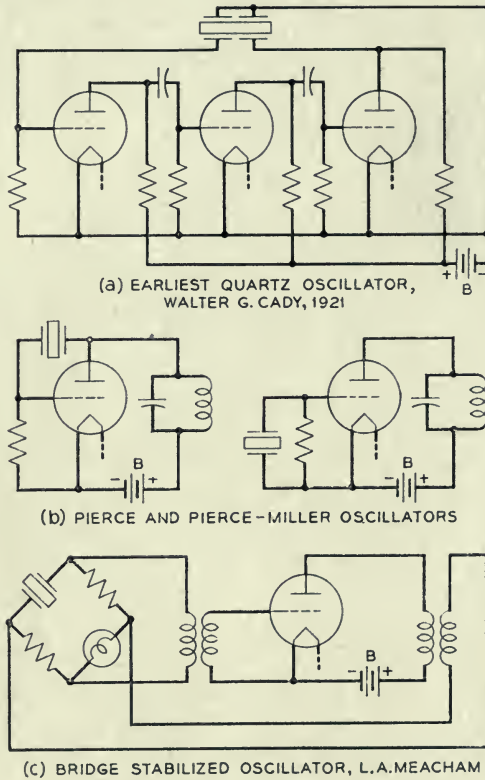 + B -
(a) EARLIEST QUARTZ OSCILLATOR,
WALTER G. CADY, 1921
B
- +
B
- +
(b) PIERCE AND PIERCE-MILLER OSCILLATORS
B
- +
(c) BRIDGE STABILIZED OSCILLATOR, L.A.MEACHAM